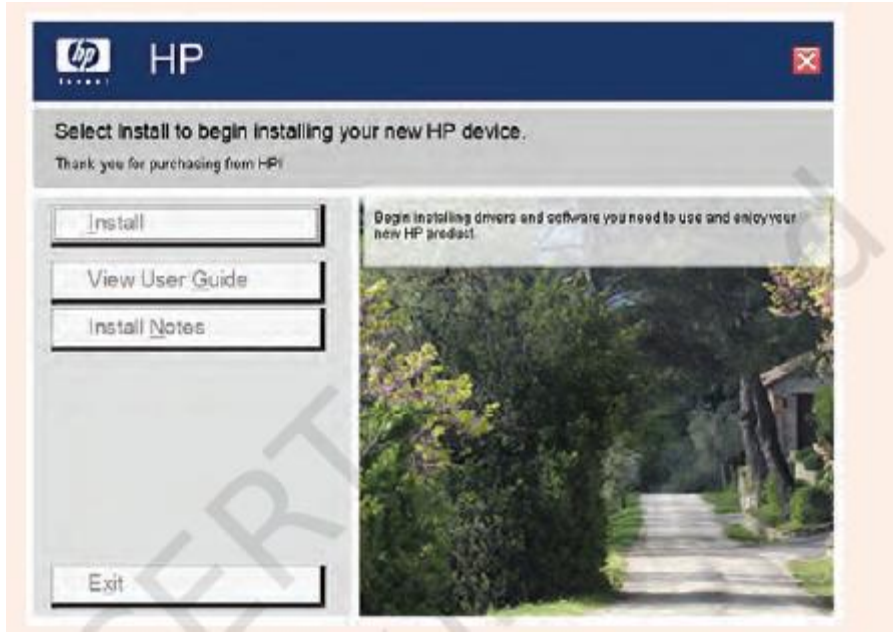 hp
invent
HP
Select Install to begin installing your new HP device.
Thank you for purchasing from HP!
Install
View User Guide
Install Notes
Exit
Begin installing drivers and software you need to use and enjoy your
new HP product.